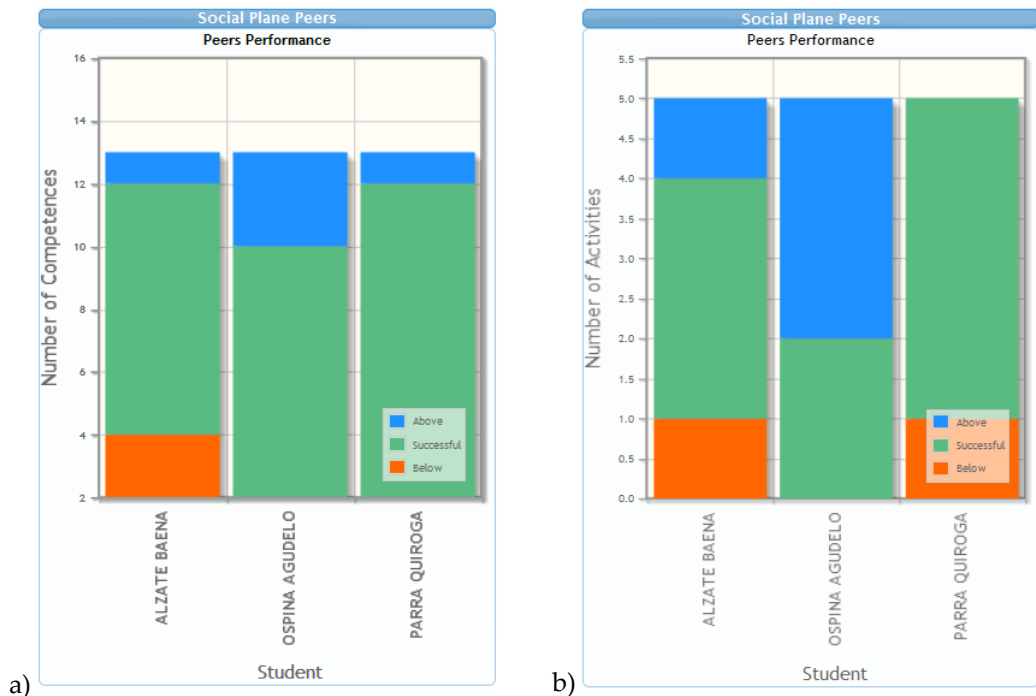 Social Plane Peers
Peers Performance
Number of Competences
16
14
12
10
8
6
4
2
Above
Successful
Below
ALZATE BAENA
OSPINA AGUDELO
PARRA QUIROGA
Student
a)
Social Plane Peers
Peers Performance
Number of Activities
5.5
5.0
4.5
4.0
3.5
3.0
2.5
2.0
1.5
1.0
0.5
0.0
Above
Successful
Below
ALZATE BAENA
OSPINA AGUDELO
PARRA QUIROGA
Student
b)